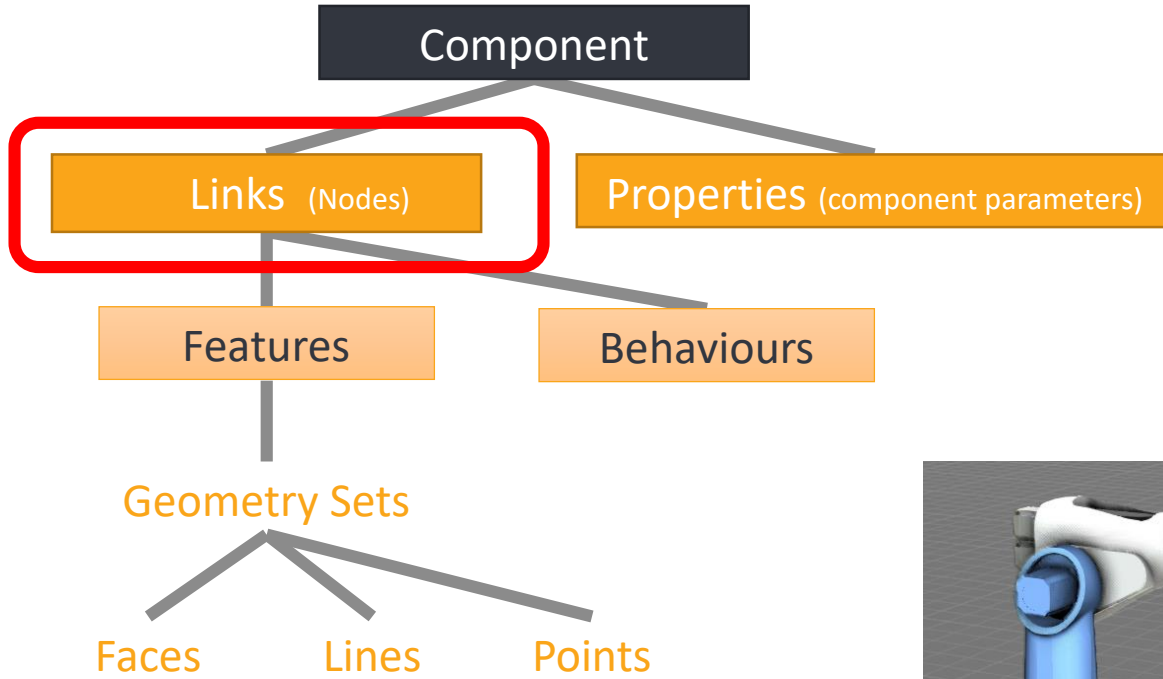 Component
Links (Nodes)
Properties (component parameters)
Features
Behaviours
Geometry Sets
Faces
Lines
Points